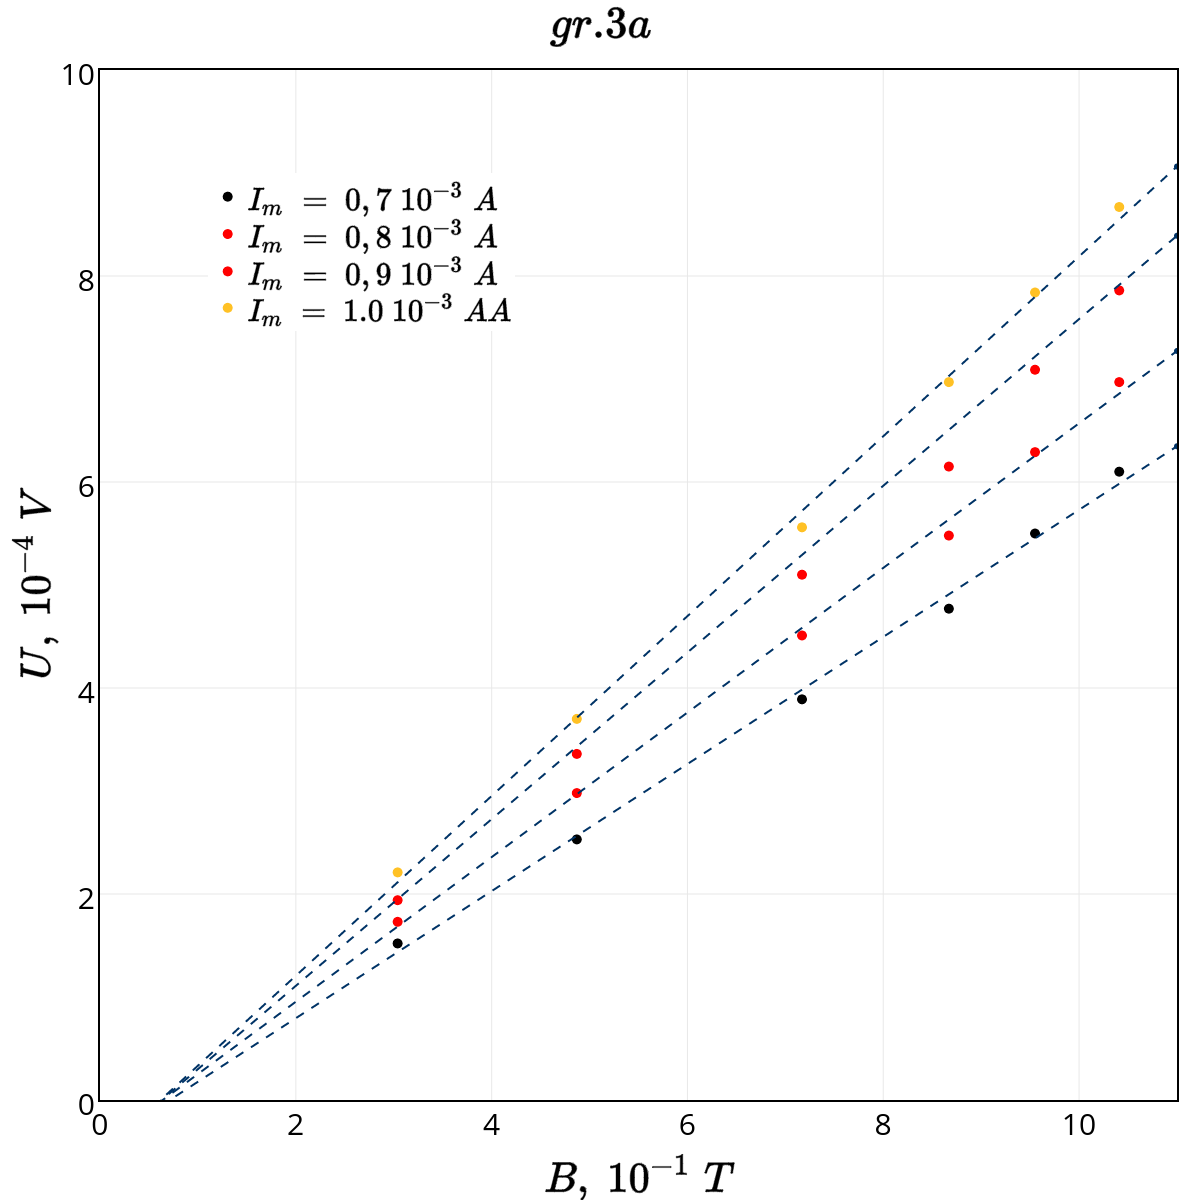 gr.3a
10
I_m = 0,7 10^{-3} A
I_m = 0,8 10^{-3} A
I_m = 0,9 10^{-3} A
I_m = 1.0 10^{-3} AA
8
6
4
2
0
U, 10^{-4} V
0 2 4 6 8 10
B, 10^{-1} T